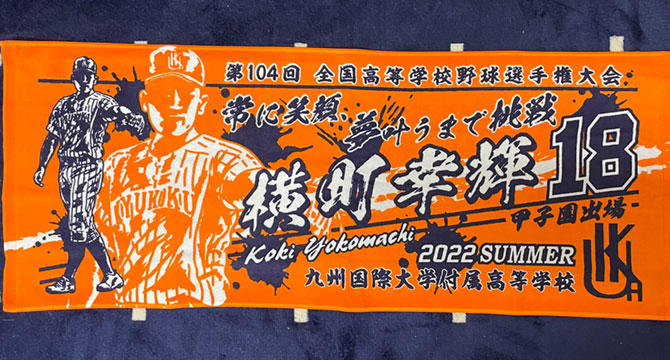 第104回 全国高等学校野球選手権大会
常に笑顔、夢叶うまで挑戦
横町幸輝 18
甲子園出場
Koki Yokomachi
2022 SUMMER
九州国際大学付属高等学校
YUKOKU
UK